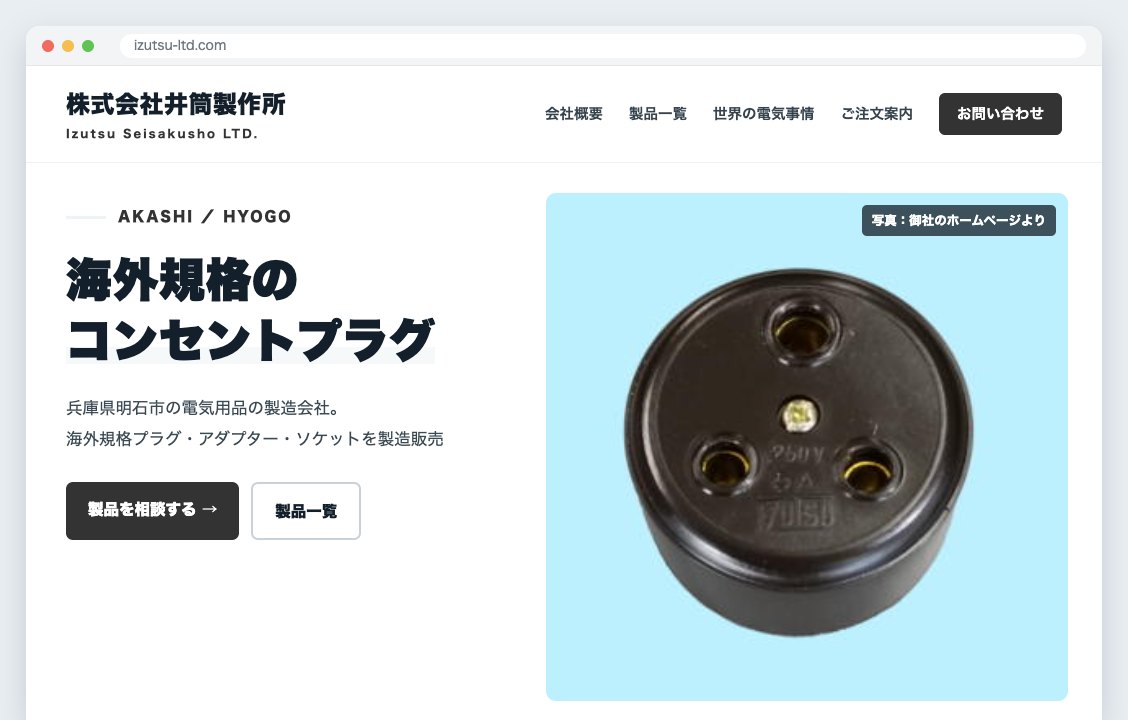 izutsu-ltd.com
株式会社井筒製作所
Izutsu Seisakusho LTD.
会社概要
製品一覧
世界の電気事情
ご注文案内
お問い合わせ
AKASHI ／ HYOGO
海外規格の
コンセントプラグ
兵庫県明石市の電気用品の製造会社。
海外規格プラグ・アダプター・ソケットを製造販売
製品を相談する →
製品一覧
写真：御社のホームページより
250V
5A
IZUTSU